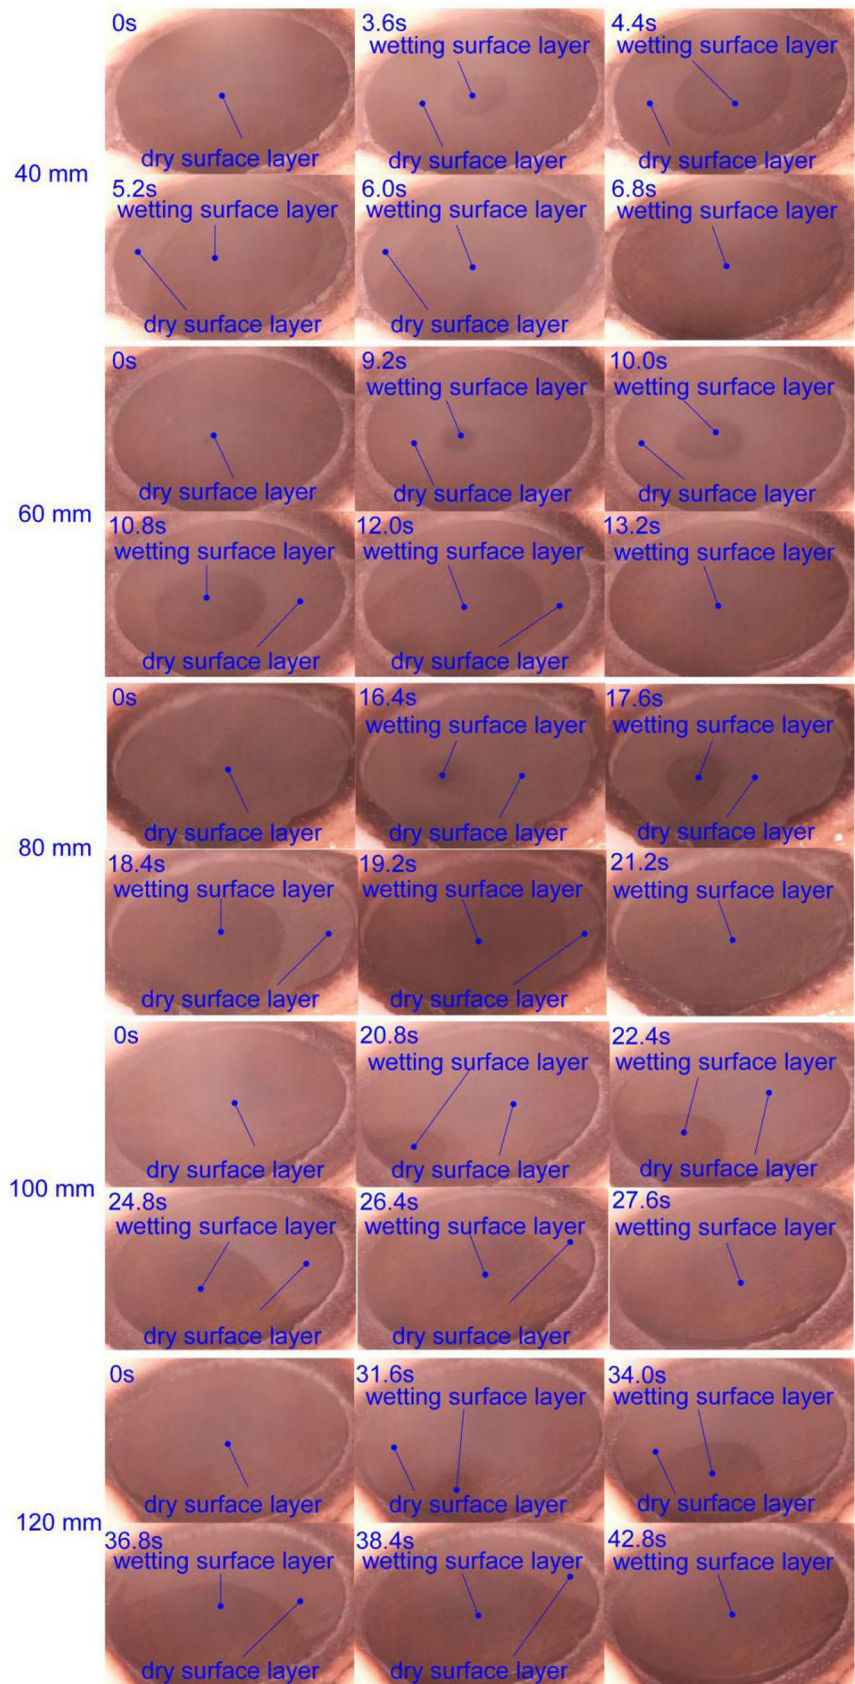 0s
3.6s
4.4s
wetting surface layer
wetting surface layer
dry surface layer
dry surface layer
dry surface layer
40 mm
5.2s
6.0s
6.8s
wetting surface layer
wetting surface layer
wetting surface layer
dry surface layer
dry surface layer
0s
9.2s
10.0s
wetting surface layer
wetting surface layer
dry surface layer
dry surface layer
dry surface layer
60 mm
10.8s
12.0s
13.2s
wetting surface layer
wetting surface layer
wetting surface layer
dry surface layer
dry surface layer
0s
16.4s
17.6s
wetting surface layer
wetting surface layer
dry surface layer
dry surface layer
dry surface layer
80 mm
18.4s
19.2s
21.2s
wetting surface layer
wetting surface layer
wetting surface layer
dry surface layer
dry surface layer
0s
20.8s
22.4s
wetting surface layer
wetting surface layer
dry surface layer
dry surface layer
dry surface layer
100 mm
24.8s
26.4s
27.6s
wetting surface layer
wetting surface layer
wetting surface layer
dry surface layer
dry surface layer
0s
31.6s
34.0s
wetting surface layer
wetting surface layer
dry surface layer
dry surface layer
dry surface layer
120 mm
36.8s
38.4s
42.8s
wetting surface layer
wetting surface layer
wetting surface layer
dry surface layer
dry surface layer